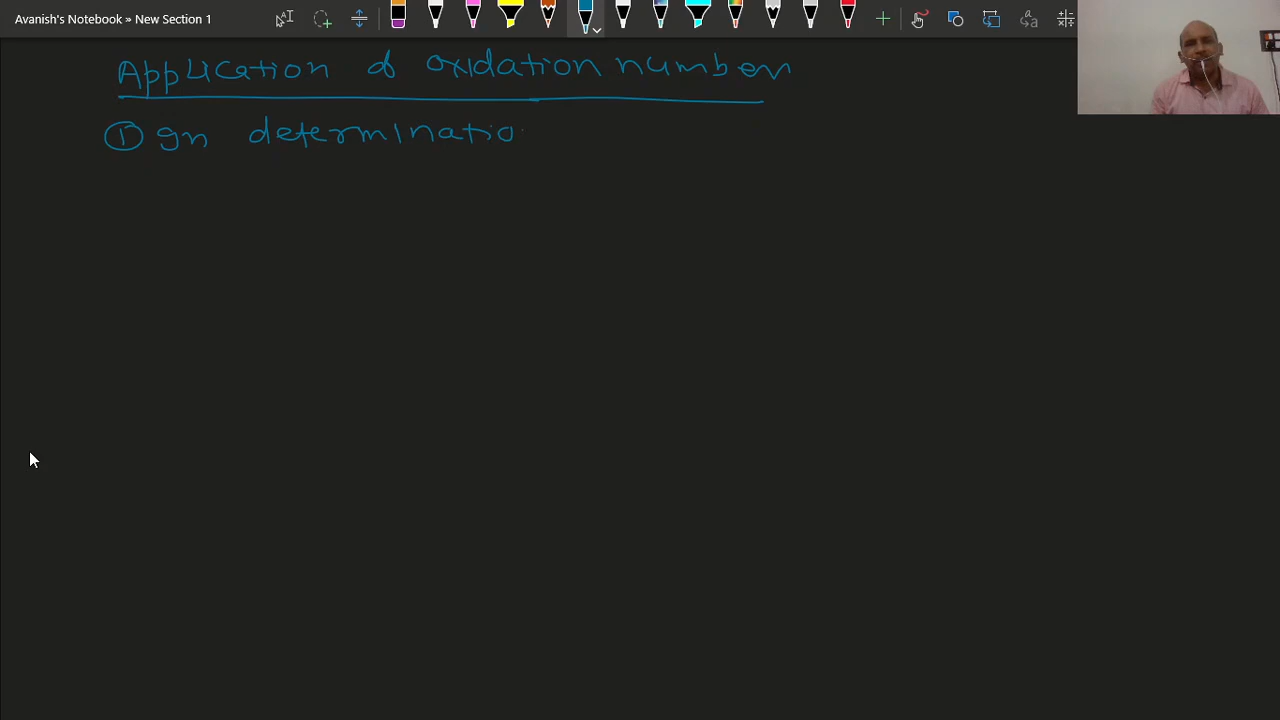 Avanish's Notebook » New Section 1
Application of oxidation number
① In determinatio